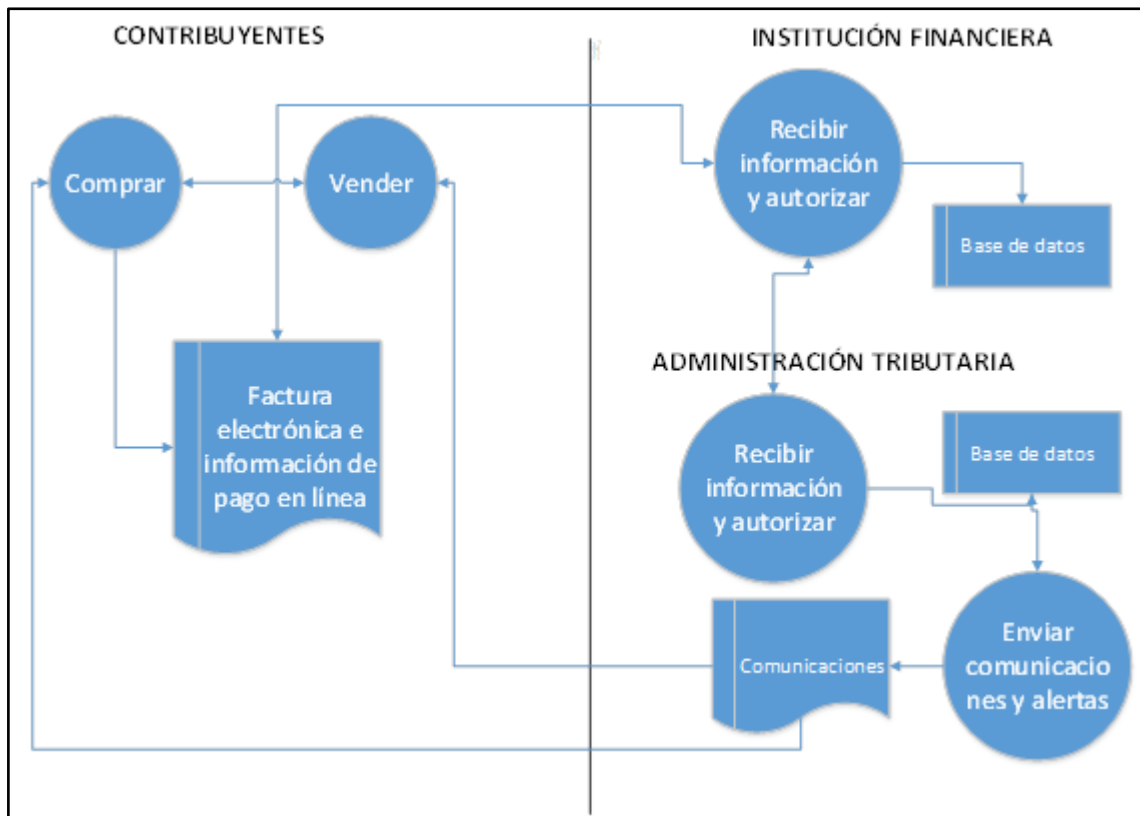 CONTRIBUYENTES
INSTITUCIÓN FINANCIERA
Comprar
Vender
Recibir
información
y autorizar
Base de datos
Factura
electrónica e
información de
pago en línea
ADMINISTRACIÓN TRIBUTARIA
Recibir
información
y autorizar
Base de datos
Comunicaciones
Enviar
comunicacio
nes y alertas